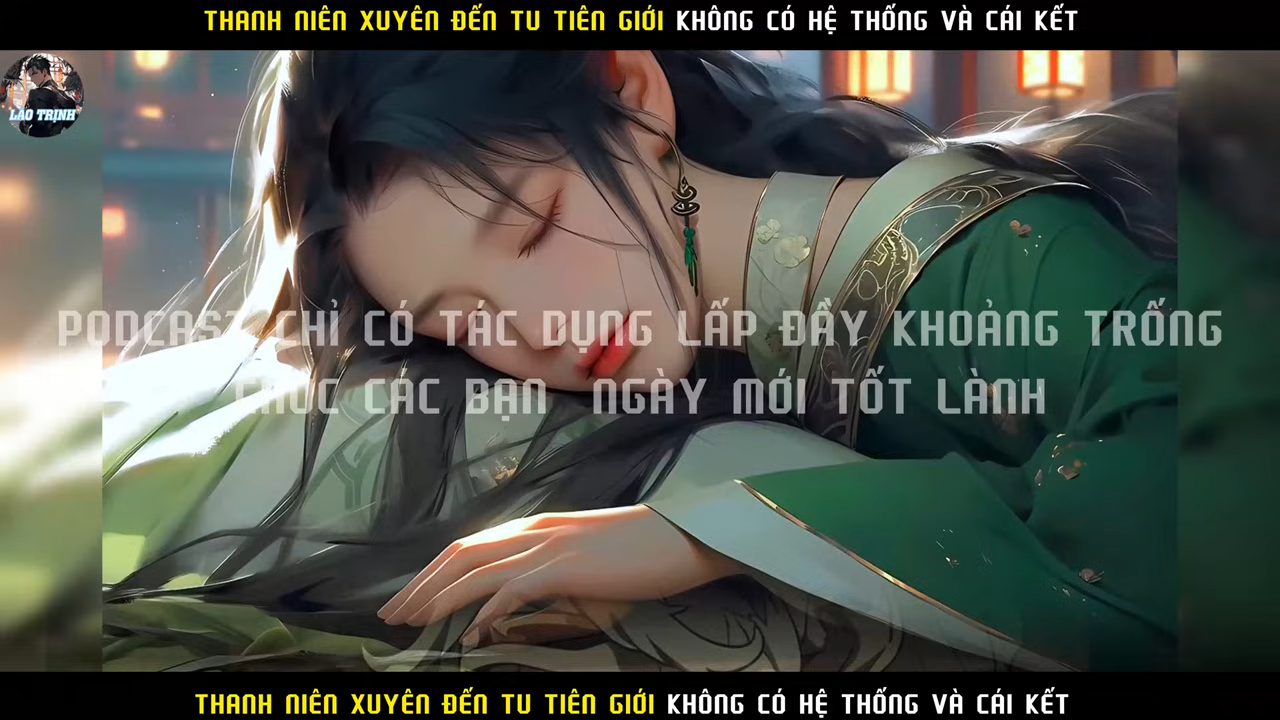 THANH NIÊN XUYÊN ĐẾN TU TIÊN GIỚI KHÔNG CÓ HỆ THỐNG VÀ CÁI KẾT
LÃO TRỊNH
PODCAST CHỈ CÓ TÁC DỤNG LẤP ĐẦY KHOẢNG TRỐNG
CHÚC CÁC BẠN NGÀY MỚI TỐT LÀNH
THANH NIÊN XUYÊN ĐẾN TU TIÊN GIỚI KHÔNG CÓ HỆ THỐNG VÀ CÁI KẾT